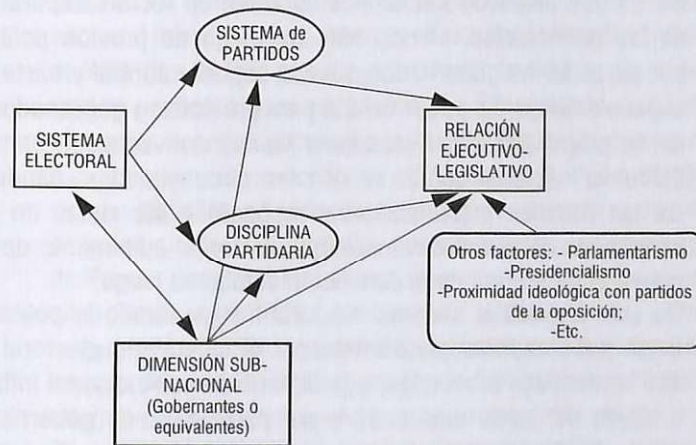 SISTEMA de
PARTIDOS
SISTEMA
ELECTORAL
RELACIÓN
EJECUTIVO-
LEGISLATIVO
DISCIPLINA
PARTIDARIA
Otros factores: - Parlamentarismo
-Presidencialismo
-Proximidad ideológica con partidos
de la oposición;
-Etc.
DIMENSIÓN SUB-
NACIONAL
(Gobernadores o
equivalentes)